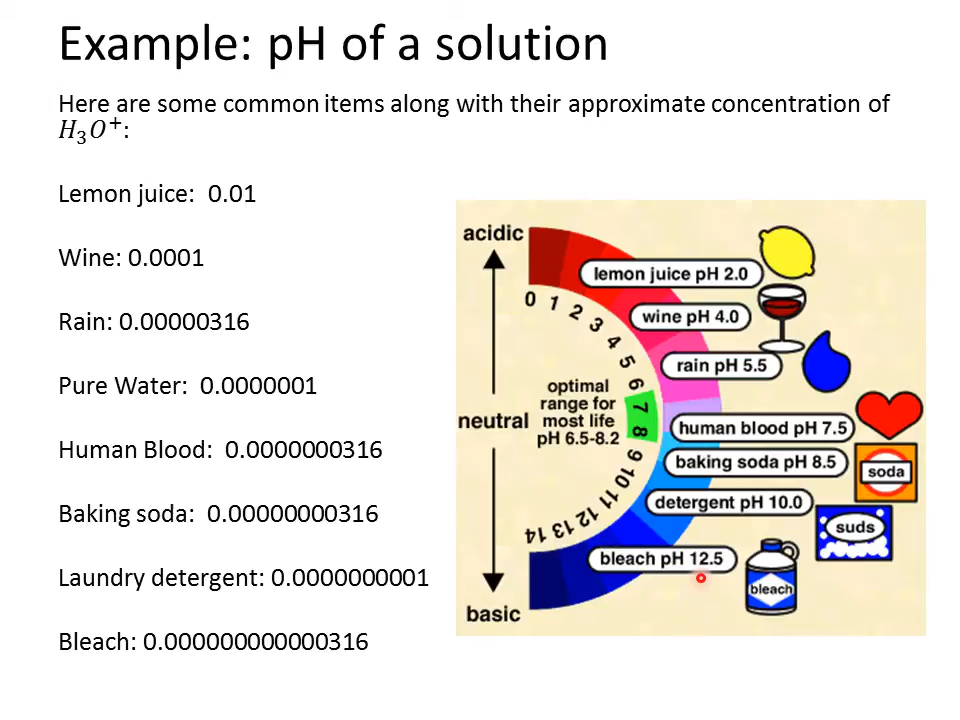 Example: pH of a solution
Here are some common items along with their approximate concentration of
H₃O⁺:
Lemon juice: 0.01
Wine: 0.0001
Rain: 0.00000316
Pure Water: 0.0000001
Human Blood: 0.0000000316
Baking soda: 0.00000000316
Laundry detergent: 0.0000000001
Bleach: 0.000000000000316
acidic
neutral
basic
0
1
2
3
4
5
6
7
8
9
10
11
12
13
14
optimal
range for
most life
pH 6.5-8.2
lemon juice pH 2.0
wine pH 4.0
rain pH 5.5
human blood pH 7.5
baking soda pH 8.5
soda
detergent pH 10.0
suds
bleach pH 12.5
bleach